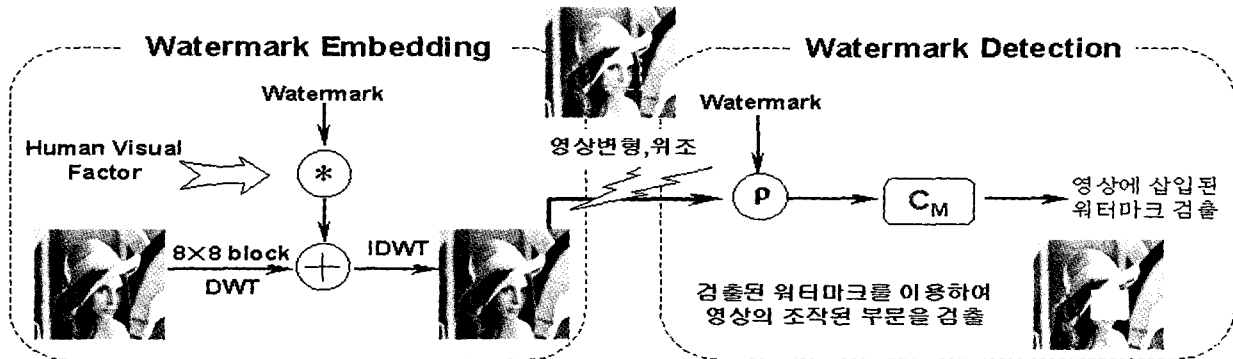 Watermark Embedding
Watermark
Human Visual
Factor
*
8×8 block
DWT
+
IDWT
영상변형,위조
Watermark Detection
Watermark
ρ
C_M
영상에 삽입된
워터마크 검출
검출된 워터마크를 이용하여
영상의 조작된 부문을 검출